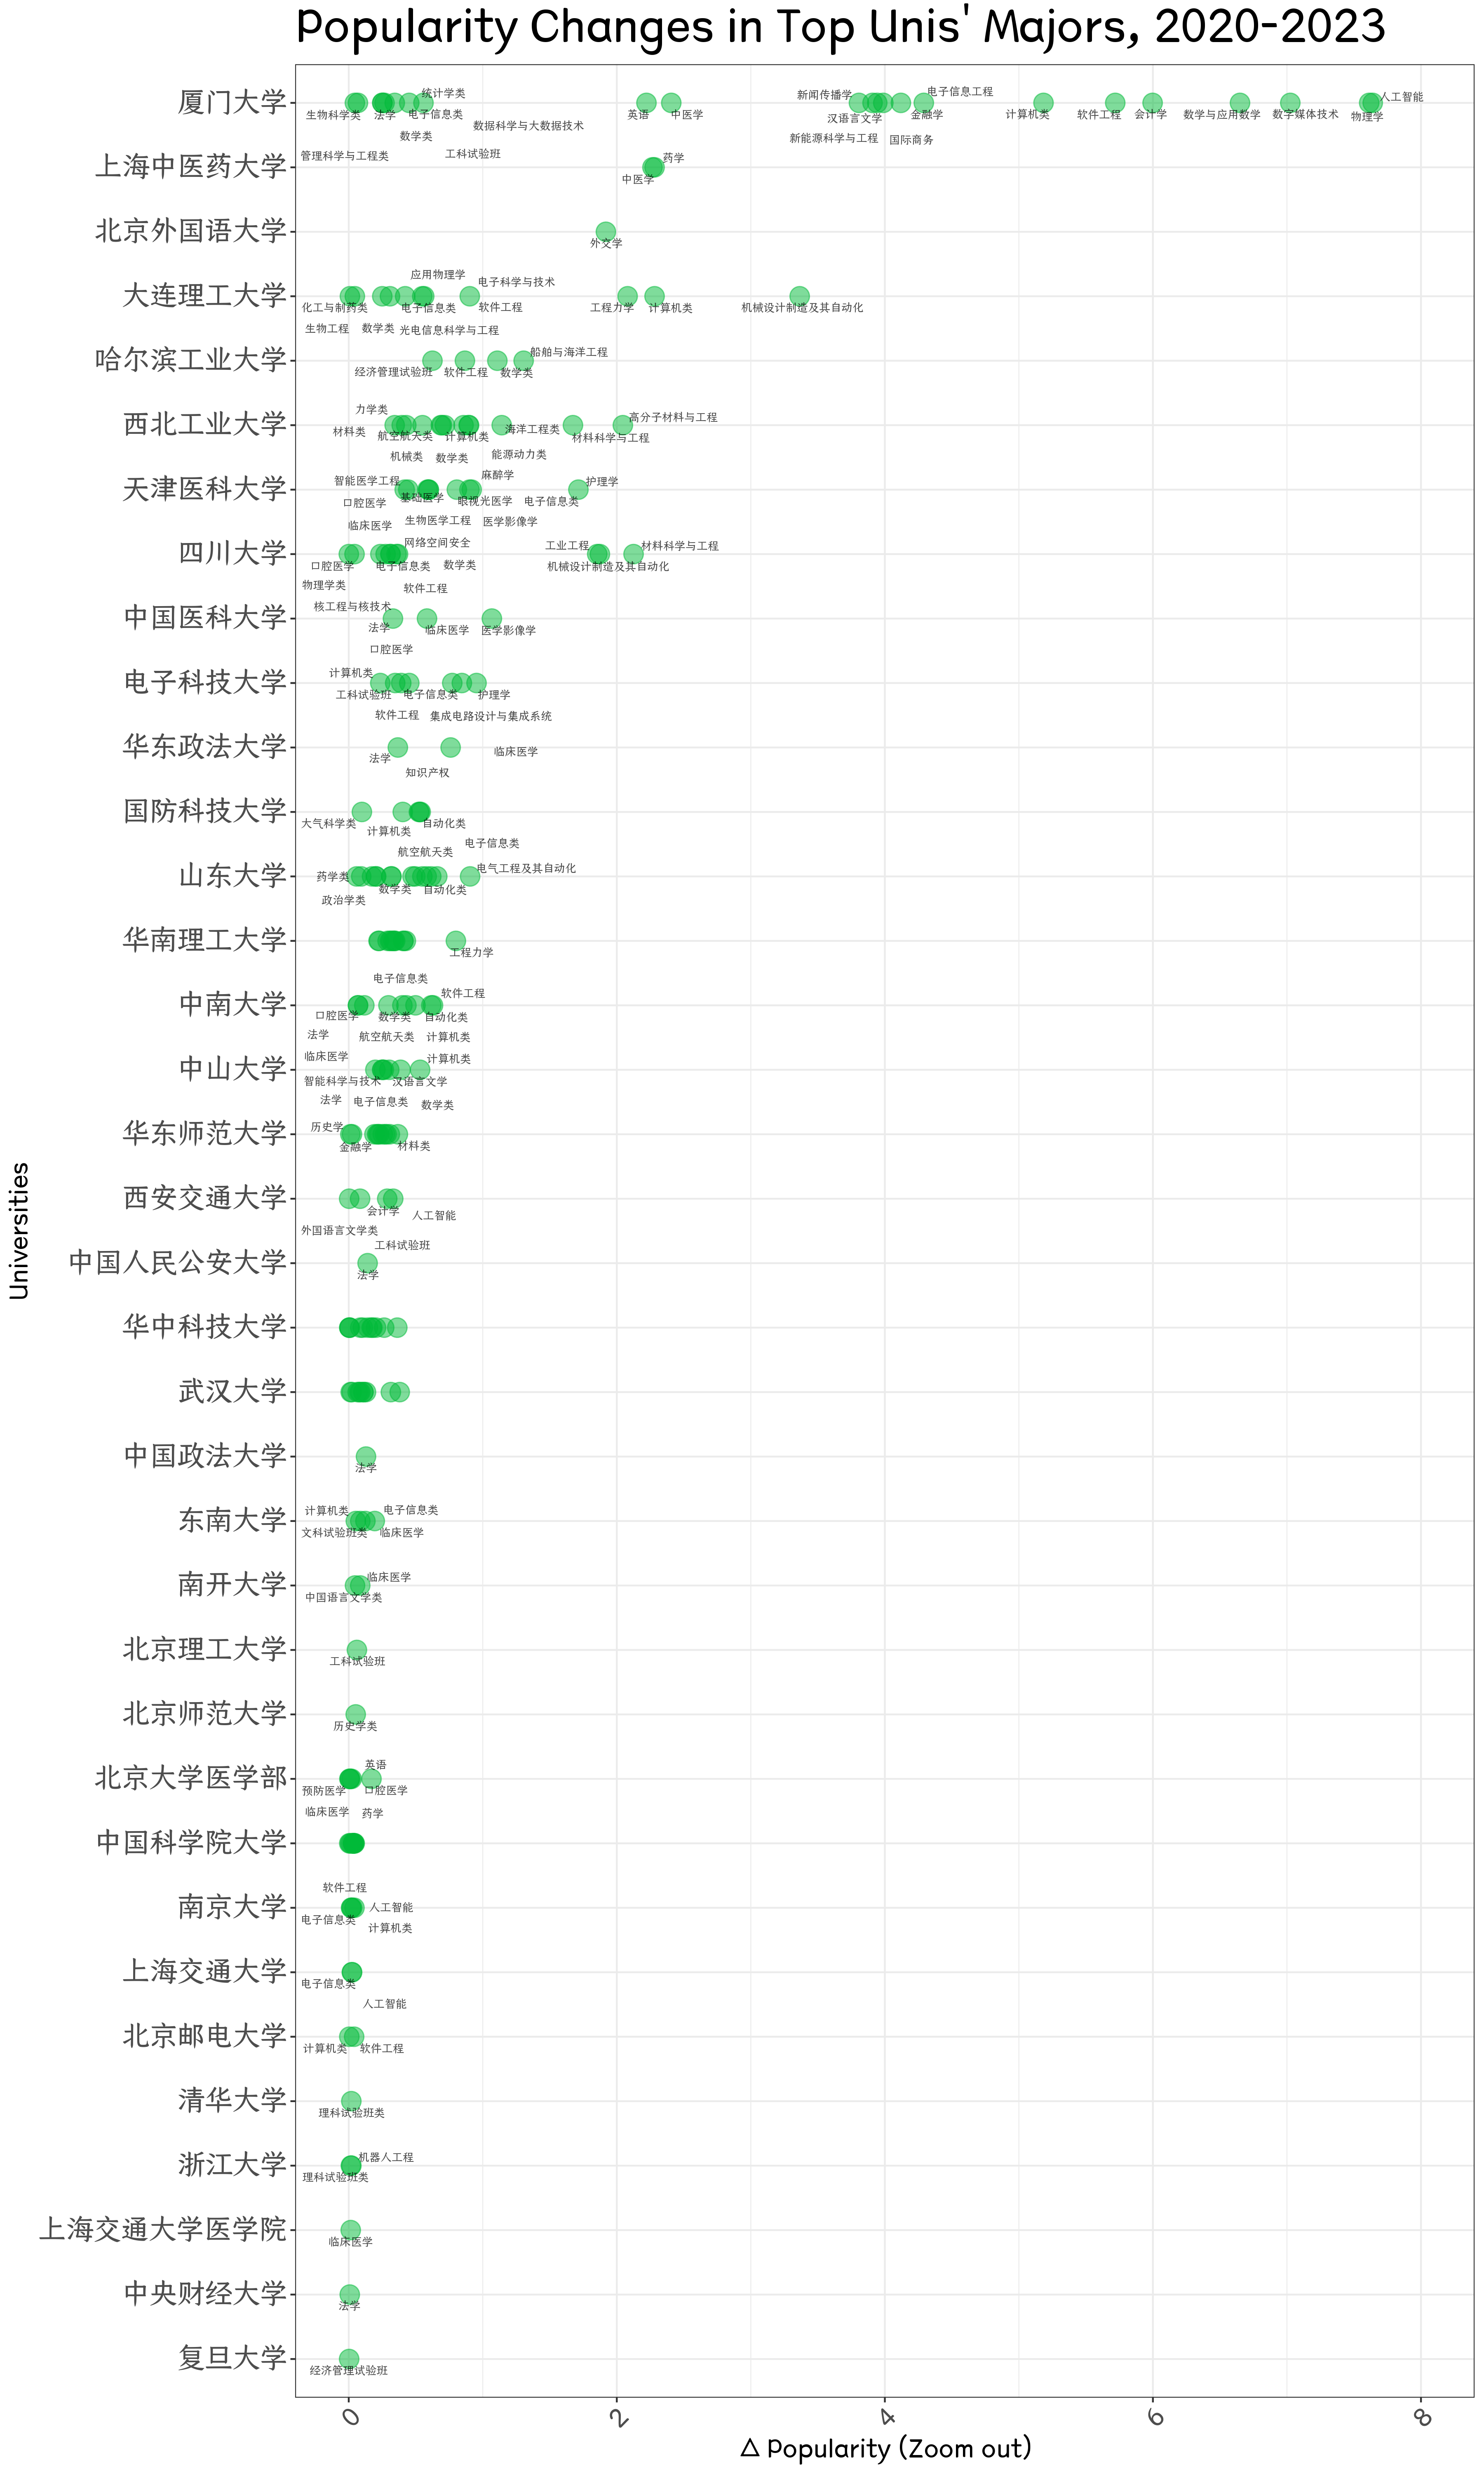 Popularity Changes in Top Unis' Majors, 2020-2023
厦门大学
统计学类
新闻传播学
电子信息工程
人工智能
生物科学类
法学
电子信息类
英语
中医学
汉语言文学
金融学
计算机类
软件工程
会计学
数学与应用数学
数字媒体技术
物理学
数学类
数据科学与大数据技术
新能源科学与工程
国际商务
管理科学与工程类
工科试验班
上海中医药大学
药学
中医学
北京外国语大学
外交学
大连理工大学
应用物理学
电子科学与技术
化工与制药类
电子信息类
软件工程
工程力学
计算机类
机械设计制造及其自动化
生物工程
数学类
光电信息科学与工程
哈尔滨工业大学
船舶与海洋工程
经济管理试验班
软件工程
数学类
西北工业大学
力学类
高分子材料与工程
材料类
航空航天类
计算机类
海洋工程类
材料科学与工程
机械类
数学类
能源动力类
天津医科大学
麻醉学
智能医学工程
护理学
口腔医学
基础医学
眼视光医学
电子信息类
临床医学
生物医学工程
医学影像学
四川大学
网络空间安全
工业工程
材料科学与工程
口腔医学
电子信息类
数学类
机械设计制造及其自动化
物理学类
软件工程
核工程与核技术
中国医科大学
法学
临床医学
医学影像学
口腔医学
电子科技大学
计算机类
工科试验班
电子信息类
护理学
软件工程
集成电路设计与集成系统
华东政法大学
法学
临床医学
知识产权
国防科技大学
大气科学类
计算机类
自动化类
航空航天类
电子信息类
山东大学
药学类
电气工程及其自动化
数学类
自动化类
政治学类
华南理工大学
工程力学
电子信息类
中南大学
软件工程
口腔医学
数学类
自动化类
法学
航空航天类
计算机类
临床医学
中山大学
计算机类
智能科学与技术
汉语言文学
法学
电子信息类
数学类
华东师范大学
历史学
金融学
材料类
西安交通大学
会计学
人工智能
外国语言文学类
工科试验班
中国人民公安大学
法学
华中科技大学
武汉大学
中国政法大学
法学
东南大学
计算机类
电子信息类
文科试验班类
临床医学
南开大学
临床医学
中国语言文学类
北京理工大学
工科试验班
北京师范大学
历史学类
北京大学医学部
英语
预防医学
口腔医学
临床医学
药学
中国科学院大学
南京大学
软件工程
人工智能
电子信息类
计算机类
上海交通大学
电子信息类
人工智能
北京邮电大学
计算机类
软件工程
清华大学
理科试验班类
浙江大学
机器人工程
理科试验班类
上海交通大学医学院
临床医学
中央财经大学
法学
复旦大学
经济管理试验班
Universities
0
2
4
6
8
△ Popularity (Zoom out)